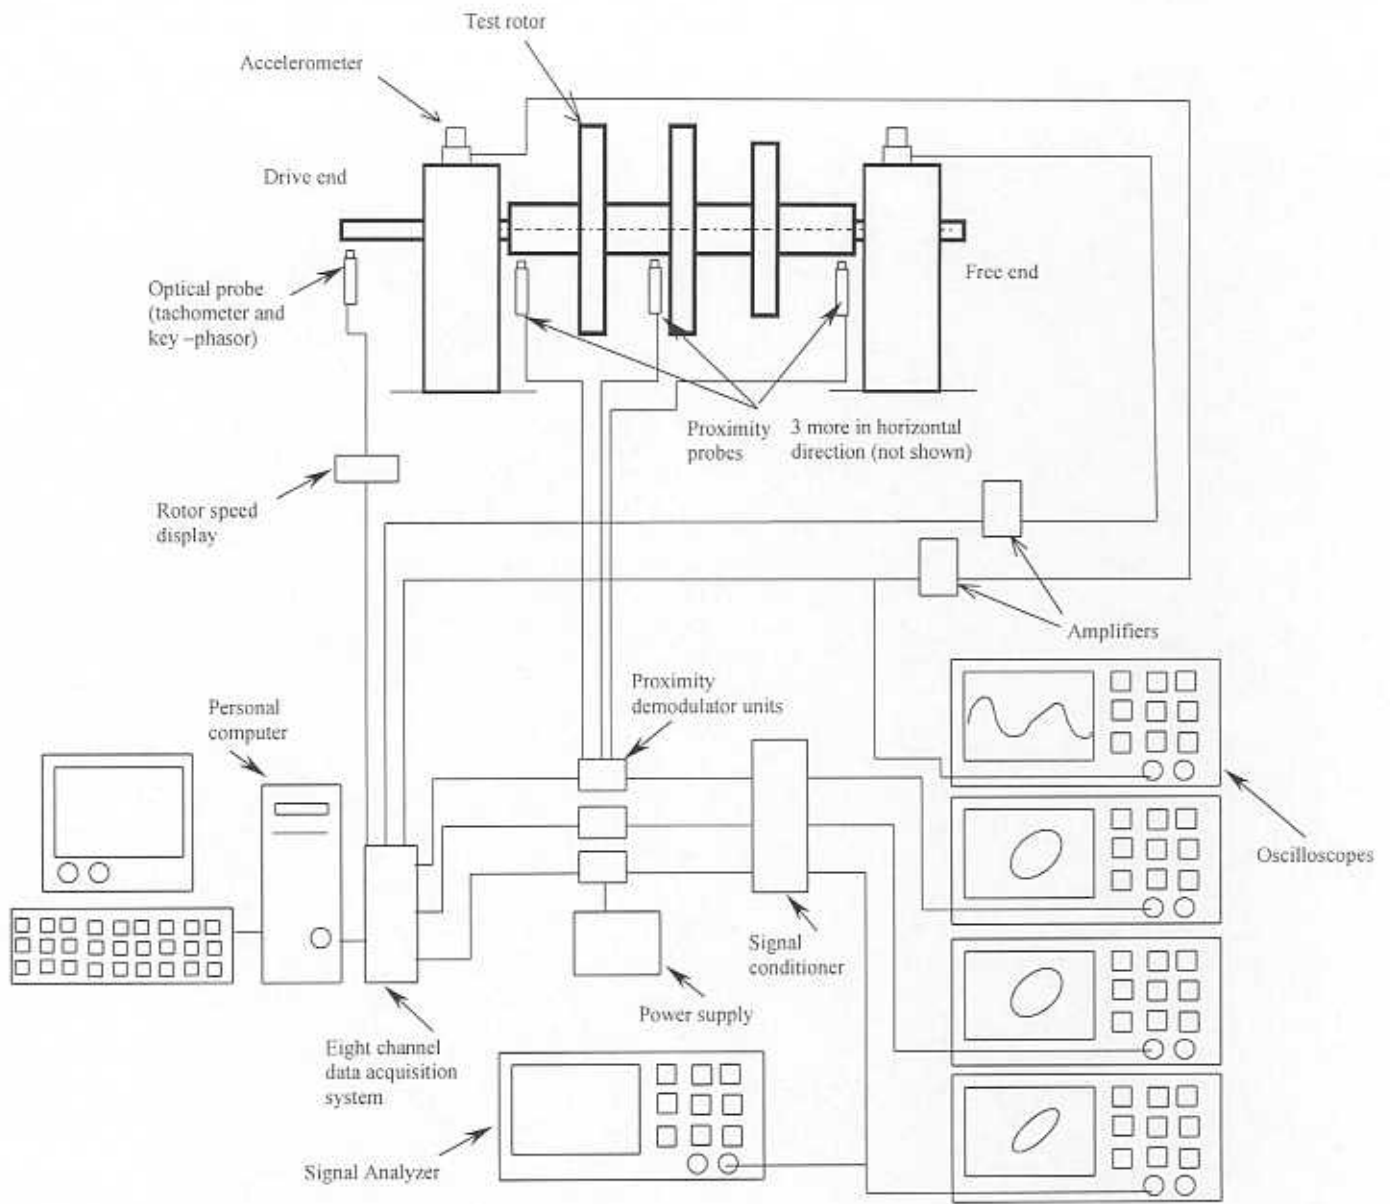 Test rotor
Accelerometer
Drive end
Free end
Optical probe
(tachometer and
key –phasor)
Proximity
probes
3 more in horizontal
direction (not shown)
Rotor speed
display
Amplifiers
Proximity
demodulator units
Personal
computer
Oscilloscopes
Signal
conditioner
Power supply
Eight channel
data acquisition
system
Signal Analyzer